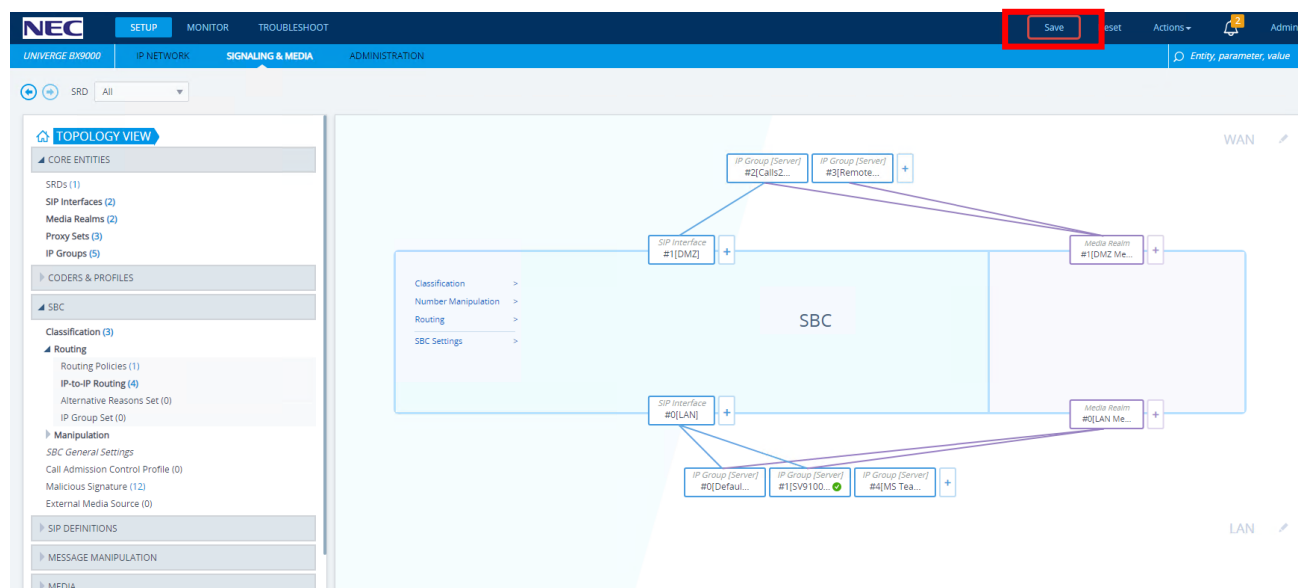 NEC SETUP MONITOR TROUBLESHOOT Save eset Actions 2 Admin
UNIVERGE BX9000 IP NETWORK SIGNALING & MEDIA ADMINISTRATION Entity, parameter, value
SRD All
TOPOLOGY VIEW
CORE ENTITIES
SRDs (1)
SIP Interfaces (2)
Media Realms (2)
Proxy Sets (3)
IP Groups (5)
CODERS & PROFILES
SBC
Classification (3)
Routing
Routing Policies (1)
IP-to-IP Routing (4)
Alternative Reasons Set (0)
IP Group Set (0)
Manipulation
SBC General Settings
Call Admission Control Profile (0)
Malicious Signature (12)
External Media Source (0)
SIP DEFINITIONS
MESSAGE MANIPULATION
MEDIA
WAN
IP Group [Server]
#2[Calls2...
IP Group [Server]
#3[Remote...
+
SIP Interface
#1[DMZ]
+
Media Realm
#1[DMZ Me...
+
Classification >
Number Manipulation >
Routing >
SBC Settings >
SBC
SIP Interface
#0[LAN]
+
Media Realm
#0[LAN Me...
+
IP Group [Server]
#0[Defaul...
IP Group [Server]
#1[SV9100...
IP Group [Server]
#4[MS Tea...
+
LAN